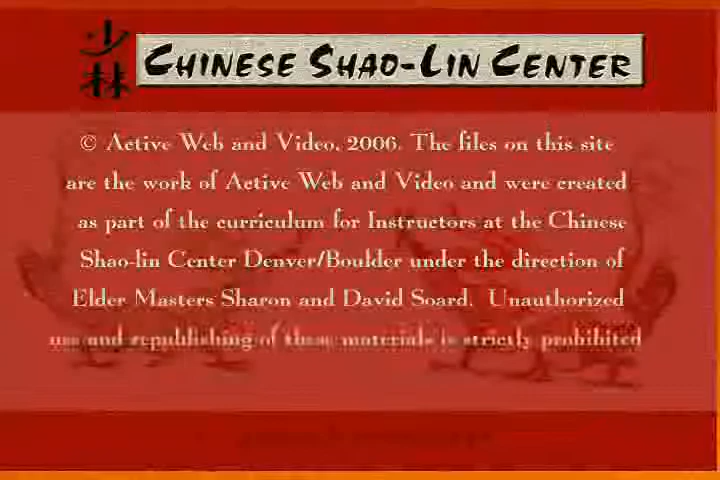 少林
CHINESE SHAO-LIN CENTER
© Active Web and Video, 2006. The files on this site
are the work of Active Web and Video and were created
as part of the curriculum for Instructors at the Chinese
Shao-lin Center Denver/Boulder under the direction of
Elder Masters Sharon and David Soard. Unauthorized
use and republishing of these materials is strictly prohibited